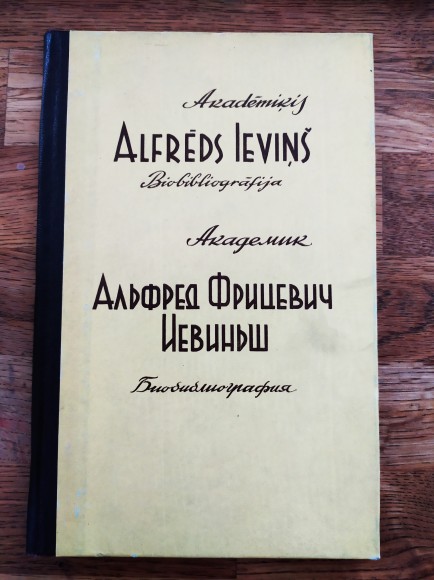 Akadēmiķis
ALFRĒDS IEVIŅŠ
Biobibliogrāfija
Академик
АЛЬФРЕД ФРИЦЕВИЧ
ИЕВИНЬШ
Биобиблиография